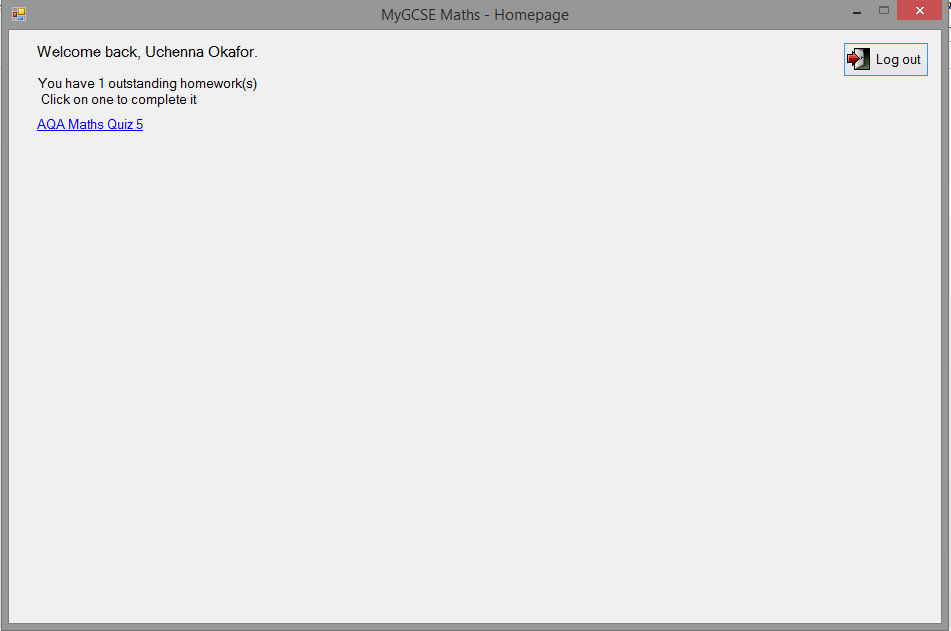 MyGCSE Maths - Homepage
Welcome back, Uchenna Okafor.
Log out
You have 1 outstanding homework(s)
Click on one to complete it
AQA Maths Quiz 5